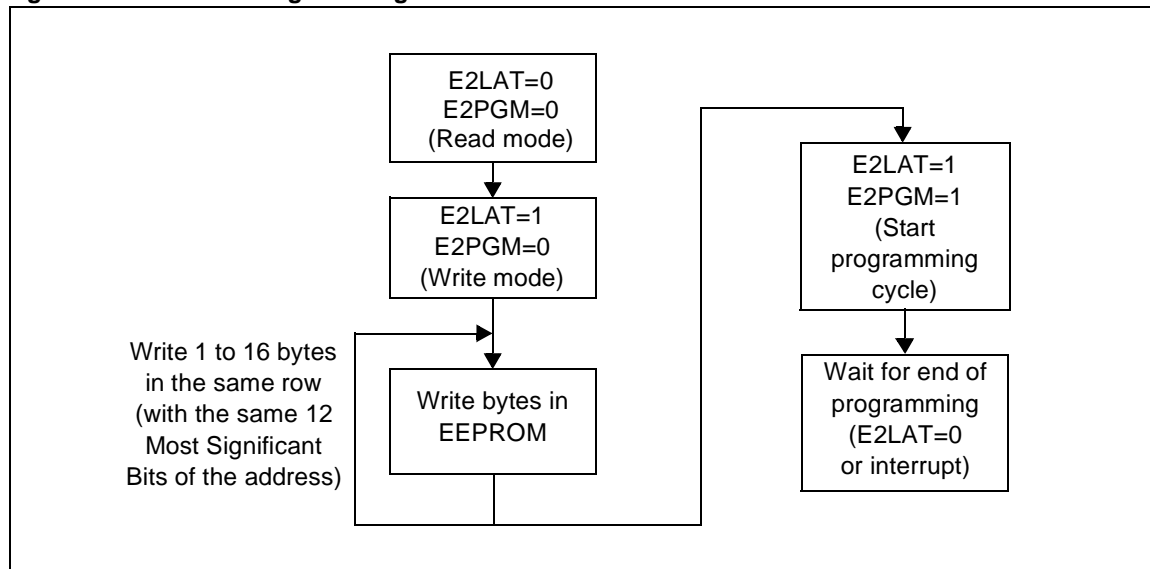 E2LAT=0
E2PGM=0
(Read mode)
E2LAT=1
E2PGM=0
(Write mode)
Write 1 to 16 bytes
in the same row
(with the same 12
Most Significant
Bits of the address)
Write bytes in
EEPROM
E2LAT=1
E2PGM=1
(Start
programming
cycle)
Wait for end of
programming
(E2LAT=0
or interrupt)